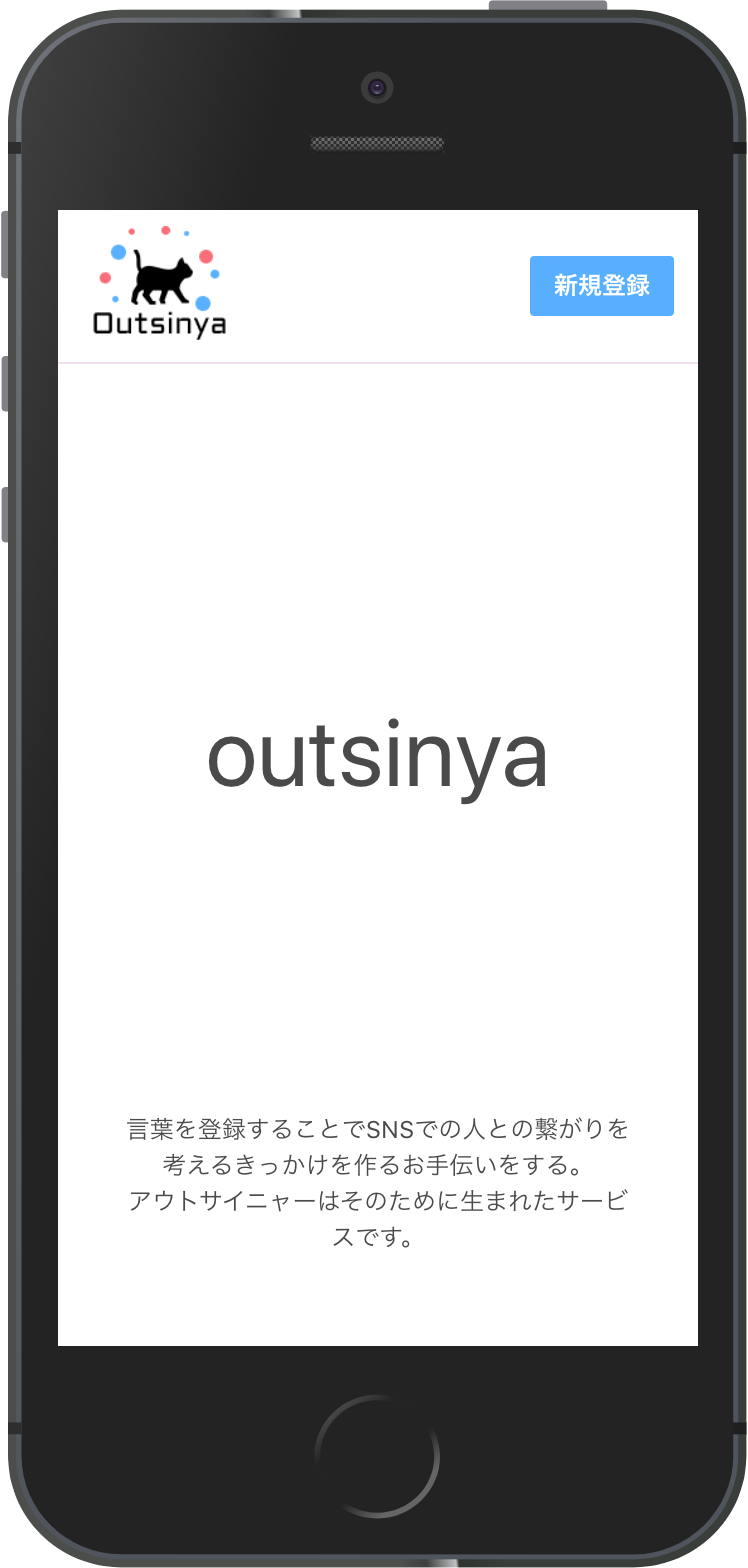 Outsinya
新規登録
outsinya
言葉を登録することでSNSでの人との繋がりを
考えるきっかけを作るお手伝いをする。
アウトサイニャーはそのために生まれたサービ
スです。